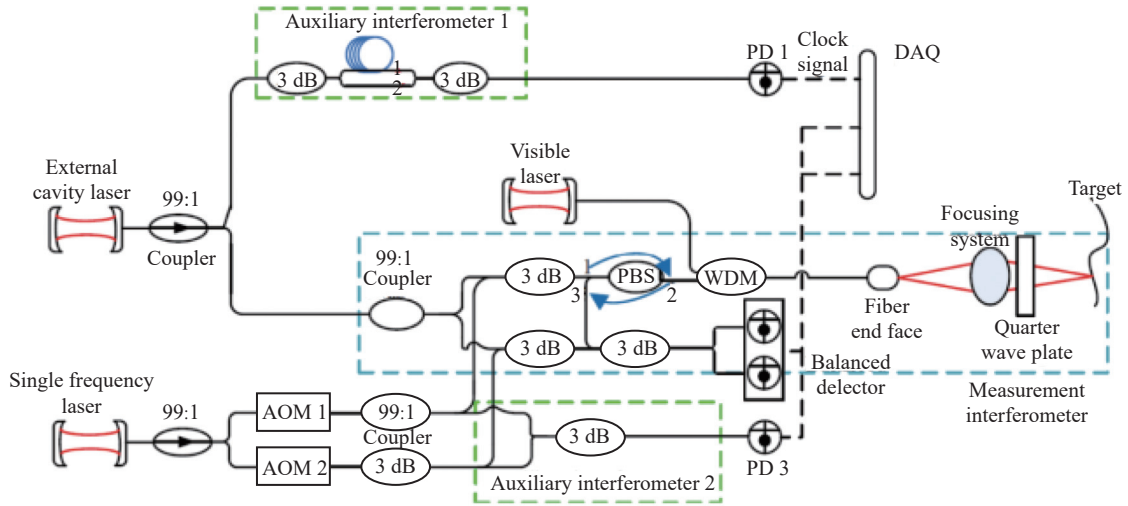 Auxiliary interferometer 1
3 dB
1
2
3 dB
PD 1
Clock
signal
DAQ
External
cavity laser
99:1
Coupler
Visible
laser
Target
99:1
Coupler
3 dB
1
3
PBS
2
WDM
Focusing
system
Fiber
end face
Quarter
wave plate
3 dB
3 dB
Balanced
delector
Measurement
interferometer
Single frequency
laser
99:1
AOM 1
99:1
Coupler
AOM 2
3 dB
3 dB
PD 3
Auxiliary interferometer 2